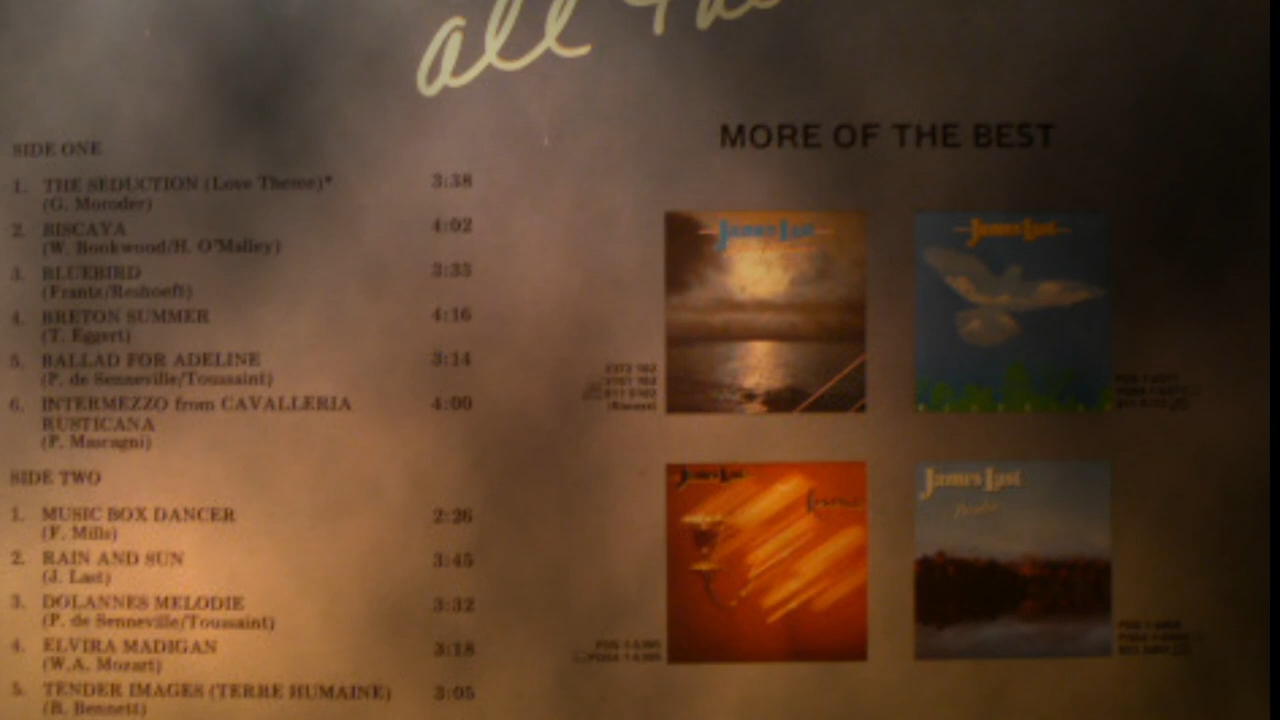 all
SIDE ONE
1. THE SEDUCTION (Love Theme)* 3:38
(G. Moroder)
2. BISCAYA 4:02
(W. Bookwood/H. O'Malley)
3. BLUEBIRD 3:33
(Frantz/Reshoeft)
4. BRETON SUMMER 4:16
(T. Eggert)
5. BALLAD FOR ADELINE 3:14
(P. de Senneville/Toussaint)
6. INTERMEZZO from CAVALLERIA 4:00
RUSTICANA
(P. Mascagni)
SIDE TWO
1. MUSIC BOX DANCER 2:26
(F. Mills)
2. RAIN AND SUN 3:45
(J. Last)
3. DOLANNES MELODIE 3:32
(P. de Senneville/Toussaint)
4. ELVIRA MADIGAN 3:18
(W.A. Mozart)
5. TENDER IMAGES (TERRE HUMAINE) 3:05
(R. Bennett)
MORE OF THE BEST
James Last
James Last
James Last
James Last